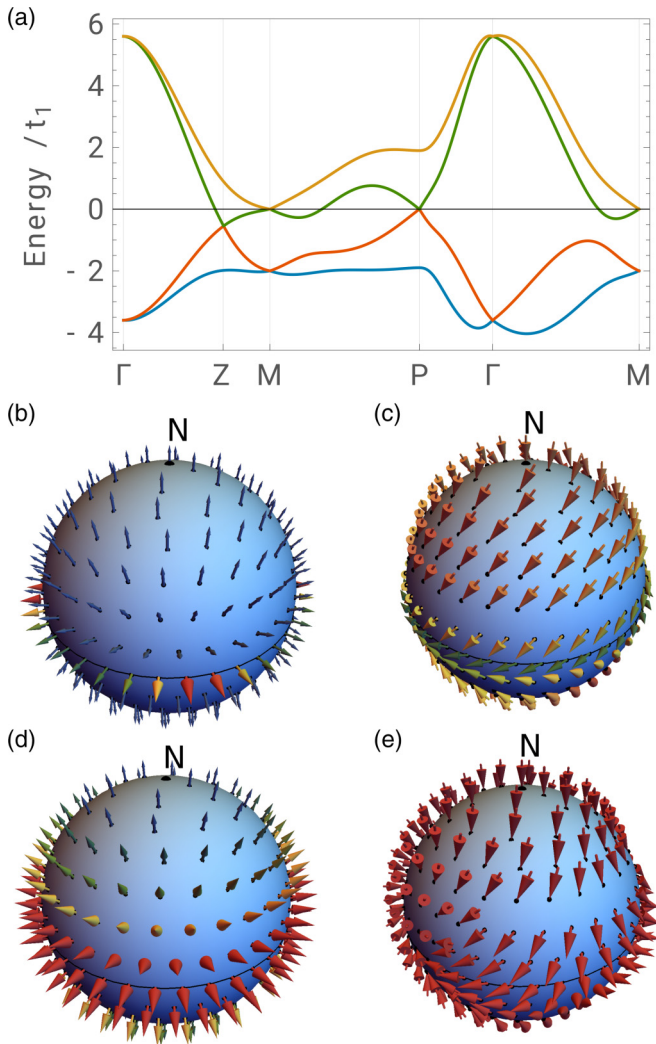 (a)
6
4
2
0
- 2
- 4
Energy /t₁
Γ Z M P Γ M
(b) (c)
N N
(d) (e)
N N